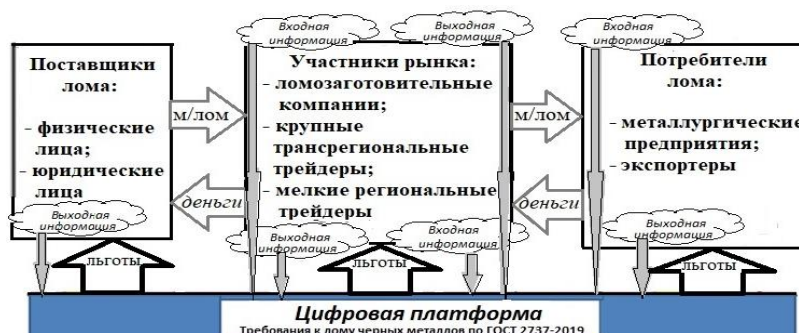 Входная информация
Выходная информация
Входная информация
Поставщики
лома:
- физические
лица;
- юридические
лица
м/лом
деньги
Участники рынка:
- ломозаготовительные
компании;
- крупные
трансрегиональные
трейдеры;
- мелкие региональные
трейдеры
м/лом
деньги
Потребители
лома:
- металлургические
предприятия;
- экспортеры
Выходная
информация
Выходная
информация
Входная
информация
Выходная
информация
льготы
льготы
льготы
Цифровая платформа
Требования к лому черных металлов по ГОСТ 2737-2019